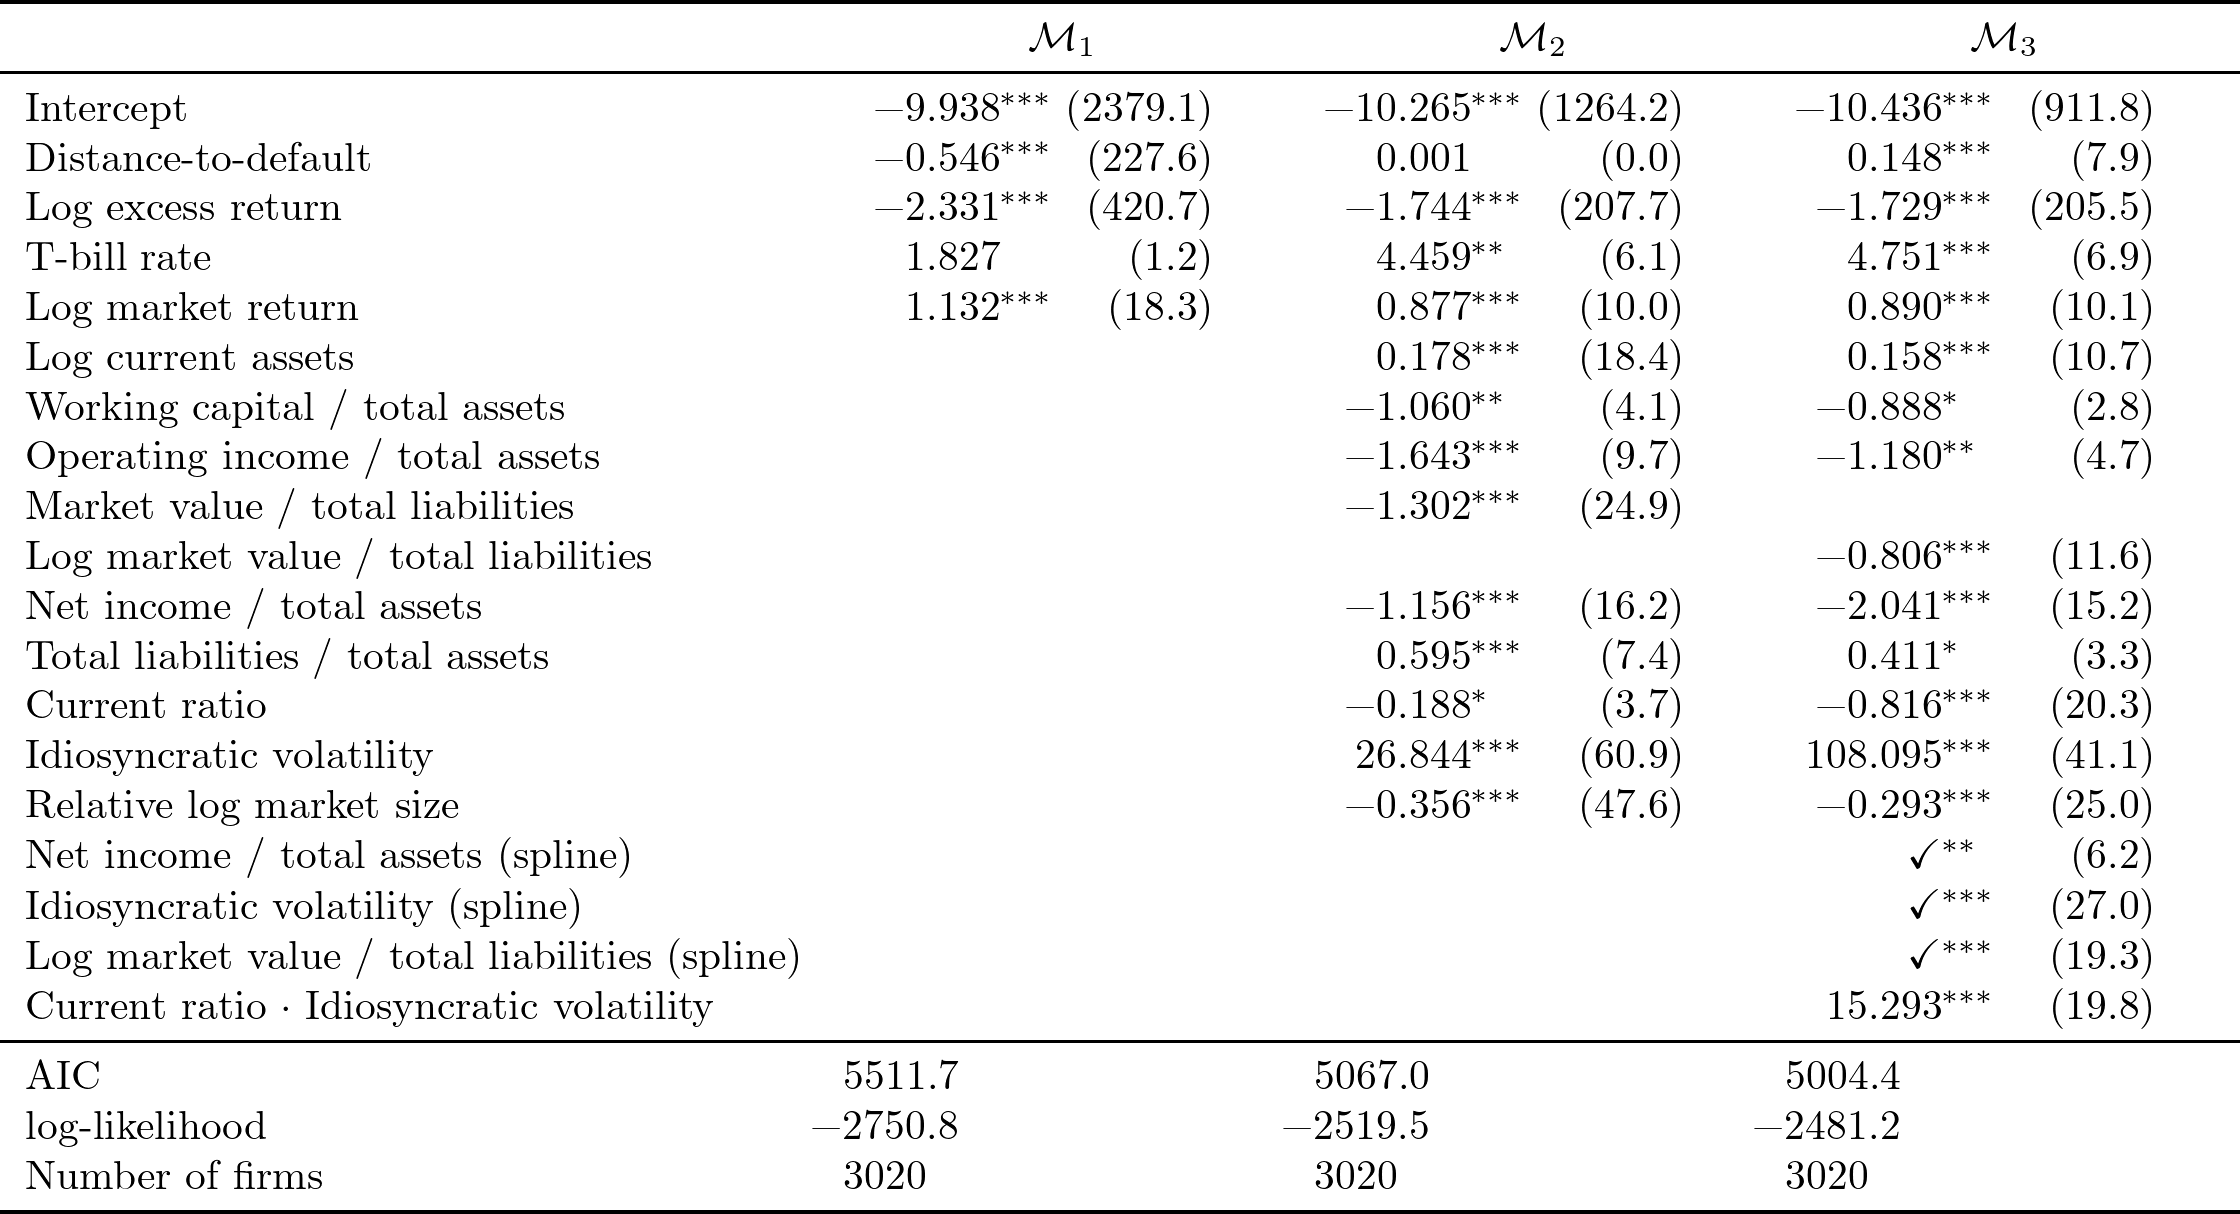 ℳ₁ ℳ₂ ℳ₃
Intercept −9.938*** (2379.1) −10.265*** (1264.2) −10.436*** (911.8)
Distance-to-default −0.546*** (227.6) 0.001 (0.0) 0.148*** (7.9)
Log excess return −2.331*** (420.7) −1.744*** (207.7) −1.729*** (205.5)
T-bill rate 1.827 (1.2) 4.459** (6.1) 4.751*** (6.9)
Log market return 1.132*** (18.3) 0.877*** (10.0) 0.890*** (10.1)
Log current assets 0.178*** (18.4) 0.158*** (10.7)
Working capital / total assets −1.060** (4.1) −0.888* (2.8)
Operating income / total assets −1.643*** (9.7) −1.180** (4.7)
Market value / total liabilities −1.302*** (24.9)
Log market value / total liabilities −0.806*** (11.6)
Net income / total assets −1.156*** (16.2) −2.041*** (15.2)
Total liabilities / total assets 0.595*** (7.4) 0.411* (3.3)
Current ratio −0.188* (3.7) −0.816*** (20.3)
Idiosyncratic volatility 26.844*** (60.9) 108.095*** (41.1)
Relative log market size −0.356*** (47.6) −0.293*** (25.0)
Net income / total assets (spline) ✓** (6.2)
Idiosyncratic volatility (spline) ✓*** (27.0)
Log market value / total liabilities (spline) ✓*** (19.3)
Current ratio · Idiosyncratic volatility 15.293*** (19.8)
AIC 5511.7 5067.0 5004.4
log-likelihood −2750.8 −2519.5 −2481.2
Number of firms 3020 3020 3020